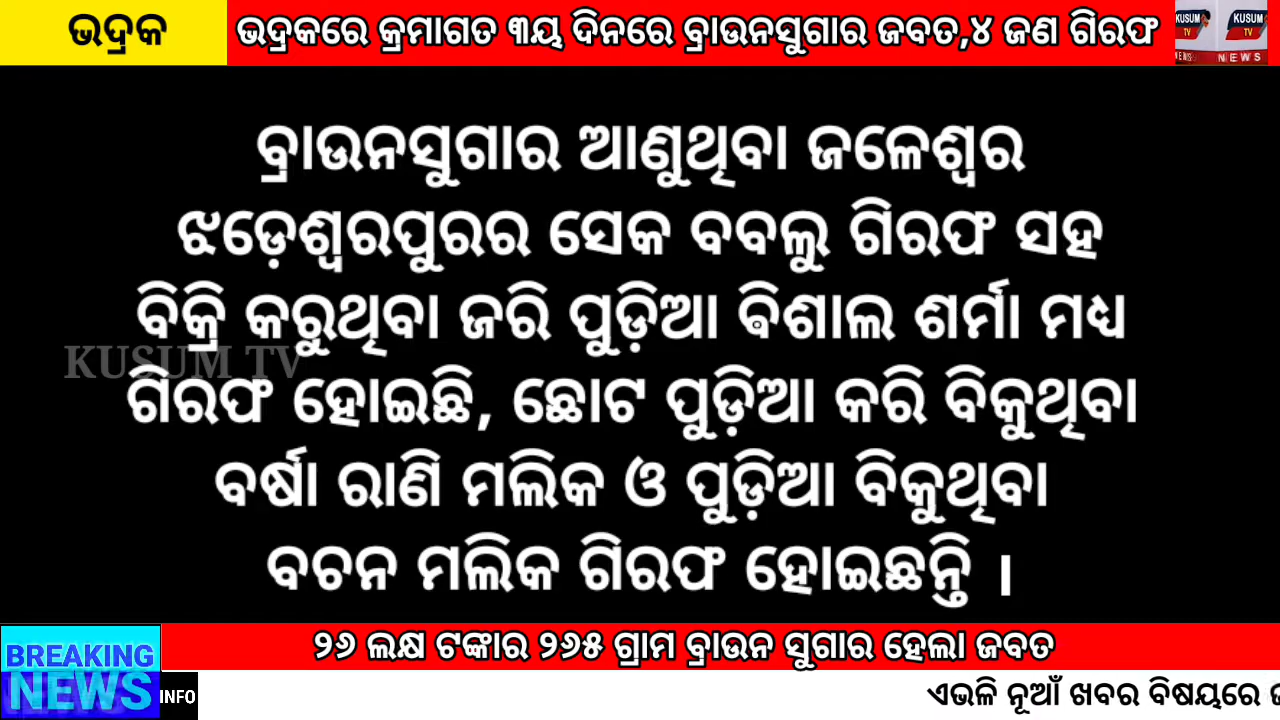 ଭଦ୍ରକ
ଭଦ୍ରକରେ କ୍ରମାଗତ ୩ୟ ଦିନରେ ବ୍ରାଉନସୁଗାର ଜବତ,୪ ଜଣ ଗିରଫ
KUSUM TV
KUSUM TV
NEWS
ବ୍ରାଉନସୁଗାର ଆଣୁଥିବା ଜଳେଶ୍ୱର
ଝଡ଼େଶ୍ୱରପୁରର ସେକ ବବଲୁ ଗିରଫ ସହ
ବିକ୍ରି କରୁଥିବା ଜରି ପୁଡ଼ିଆ ଵିଶାଲ ଶର୍ମା ମଧ୍ୟ
KUSUM TV
ଗିରଫ ହୋଇଛି, ଛୋଟ ପୁଡ଼ିଆ କରି ବିକୁଥିବା
ବର୍ଷା ରାଣି ମଲିକ ଓ ପୁଡ଼ିଆ ବିକୁଥିବା
ବଚନ ମଲିକ ଗିରଫ ହୋଇଛନ୍ତି ।
BREAKING
NEWS
୨୬ ଲକ୍ଷ ଟଙ୍କାର ୨୬୫ ଗ୍ରାମ ବ୍ରାଉନ ସୁଗାର ହେଲା ଜବତ
INFO
ଏଭଳି ନୂଆଁ ଖବର ବିଷୟରେ